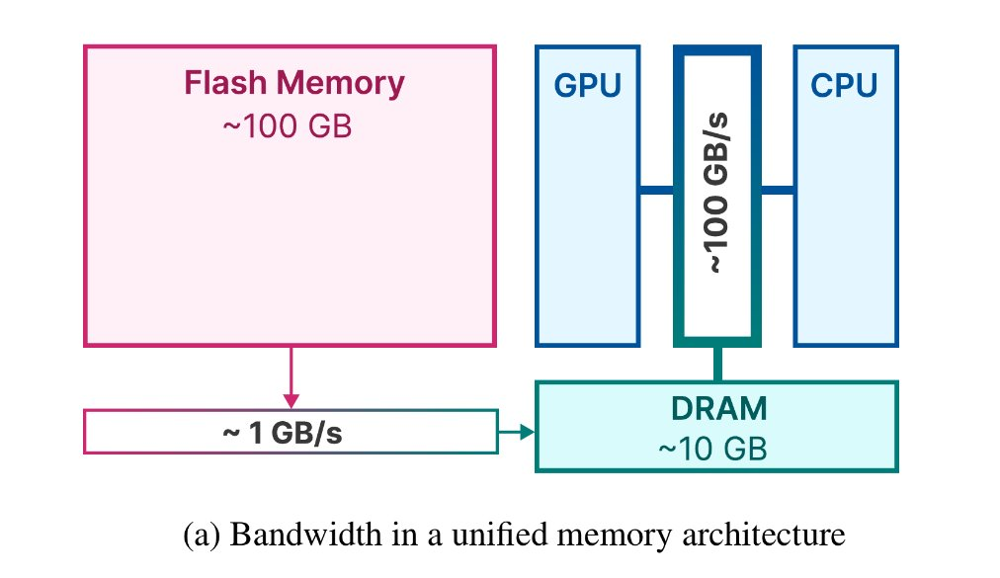 Flash Memory
~100 GB
GPU
~100 GB/s
CPU
~ 1 GB/s
DRAM
~10 GB
(a) Bandwidth in a unified memory architecture